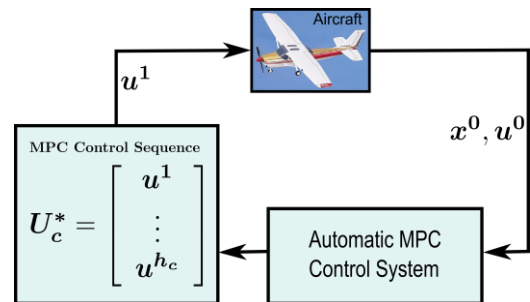 Aircraft
u^1
x^0, u^0
MPC Control Sequence
U_c^* = [ u^1
⋮
u^{h_c} ]
Automatic MPC
Control System